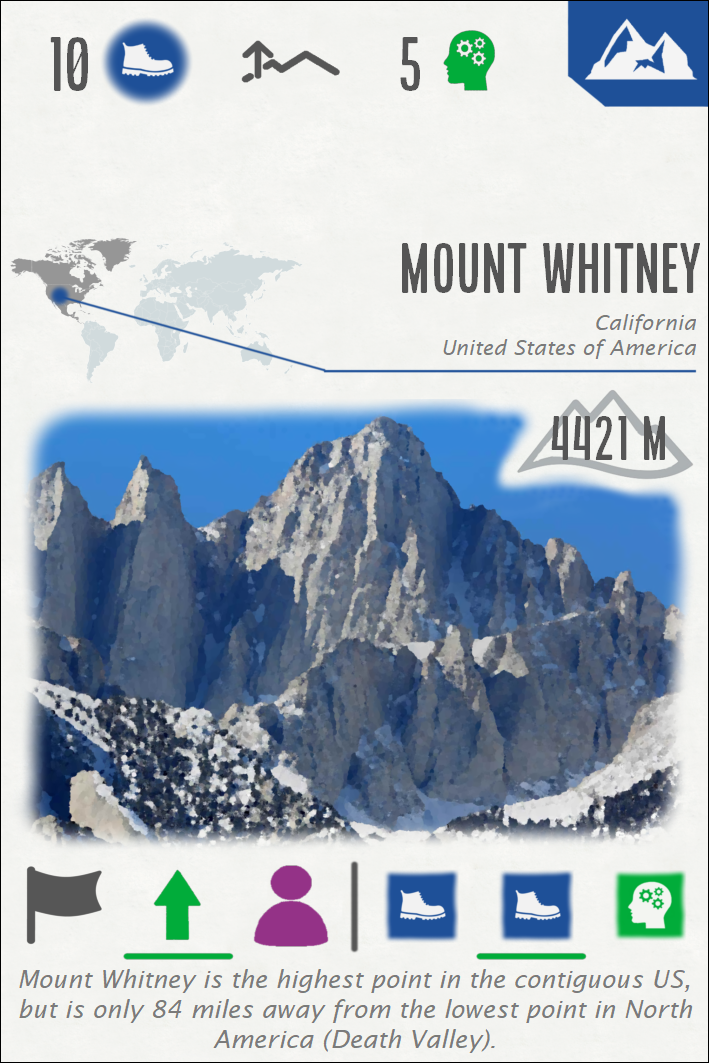 10
5
MOUNT WHITNEY
California
United States of America
4421 M
Mount Whitney is the highest point in the contiguous US,
but is only 84 miles away from the lowest point in North
America (Death Valley).